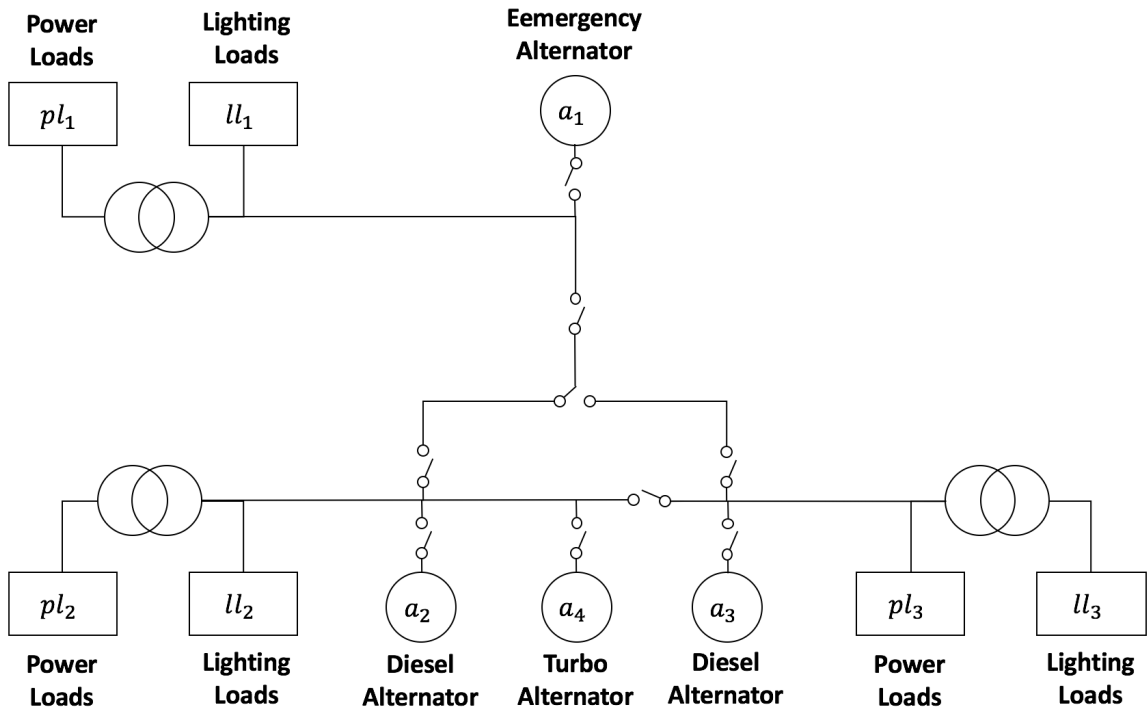 Power
Loads
Lighting
Loads
Eemergency
Alternator
pl₁
ll₁
a₁
pl₂
ll₂
a₂
a₄
a₃
pl₃
ll₃
Power
Loads
Lighting
Loads
Diesel
Alternator
Turbo
Alternator
Diesel
Alternator
Power
Loads
Lighting
Loads